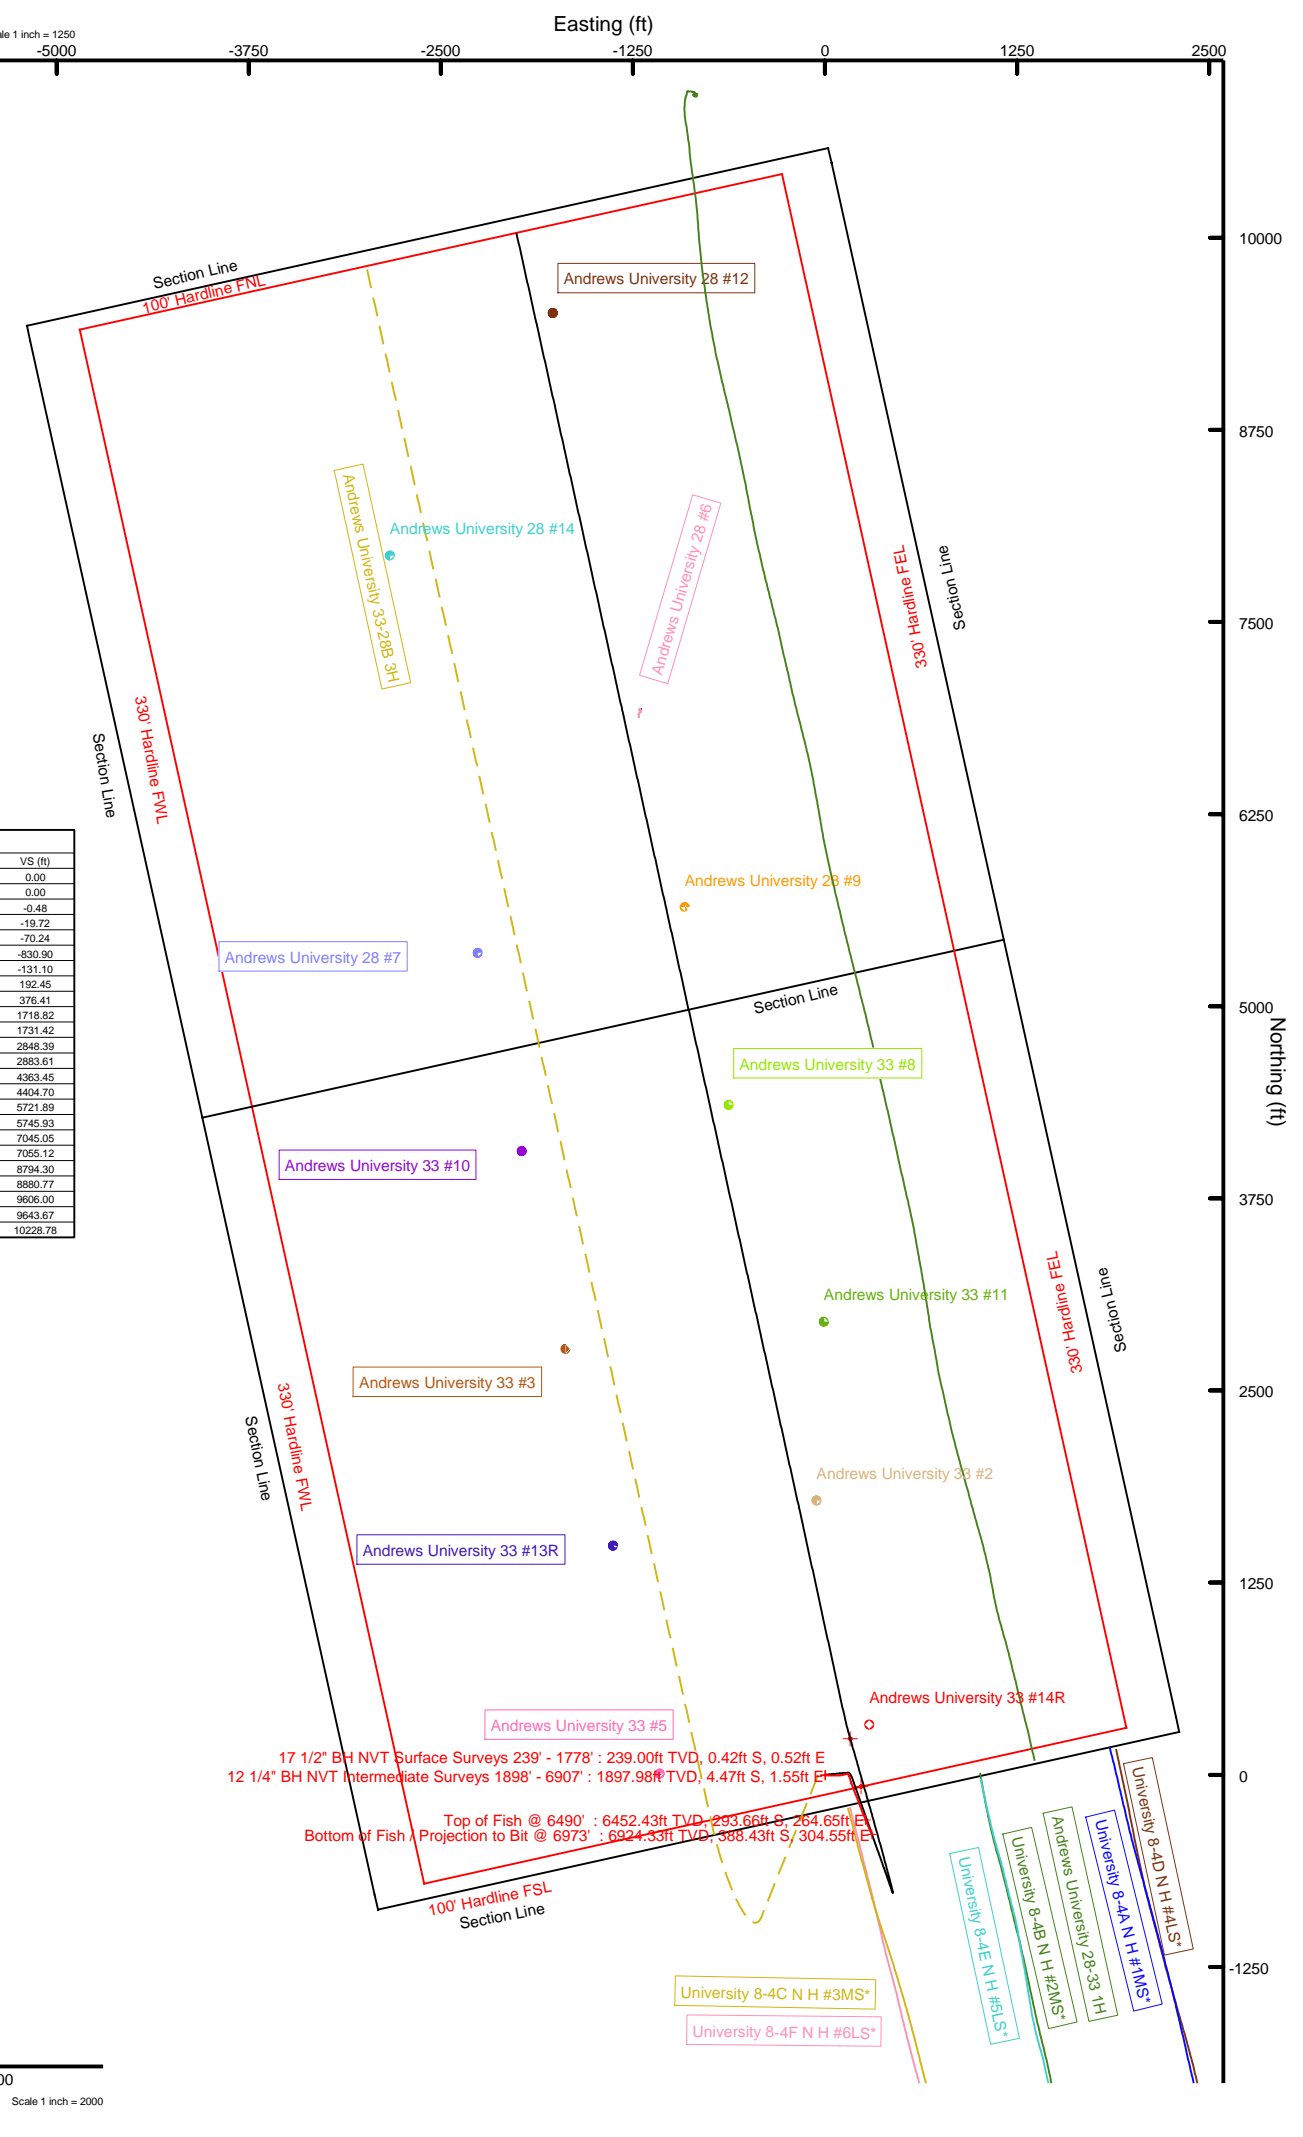 Easting (ft)
ale 1 inch = 1250
-5000
-3750
-2500
-1250
0
1250
2500
Section Line
100' Hardline FNL
Andrews University 28 #12
10000
8750
Andrews University 33-28B 3H
Andrews University 28 #14
Andrews University 28 #6
330' Hardline FEL
Section Line
7500
330' Hardline FWL
Section Line
6250
VS (ft)
0.00
0.00
-0.48
-19.72
-70.24
-830.90
-131.10
192.45
376.41
1718.82
1731.42
2848.39
2883.61
4363.45
4404.70
5721.89
5745.93
7045.05
7055.12
8794.30
8880.77
9606.00
9643.67
10228.78
Andrews University 28 #9
Andrews University 28 #7
Section Line
5000
Northing (ft)
Andrews University 33 #8
Andrews University 33 #10
3750
Andrews University 33 #11
330' Hardline FEL
Section Line
Andrews University 33 #3
2500
330' Hardline FWL
Section Line
Andrews University 33 #2
Andrews University 33 #13R
1250
Andrews University 33 #14R
Andrews University 33 #5
17 1/2" BH NVT Surface Surveys 239' - 1778' : 239.00ft TVD, 0.42ft S, 0.52ft E
12 1/4" BH NVT Intermediate Surveys 1898' - 6907' : 1897.98ft TVD, 4.47ft S, 1.55ft E
0
Top of Fish @ 6490' : 6452.43ft TVD, 293.66ft S, 264.65ft E
Bottom of Fish / Projection to Bit @ 6973' : 6924.33ft TVD, 388.43ft S, 304.55ft E
100' Hardline FSL
Section Line
University 8-4E N H #5LS*
University 8-4B N H #2MS*
Andrews University 28-33 1H
University 8-4A N H #1MS*
University 8-4D N H #4LS*
-1250
University 8-4C N H #3MS*
University 8-4F N H #6LS*
00
Scale 1 inch = 2000